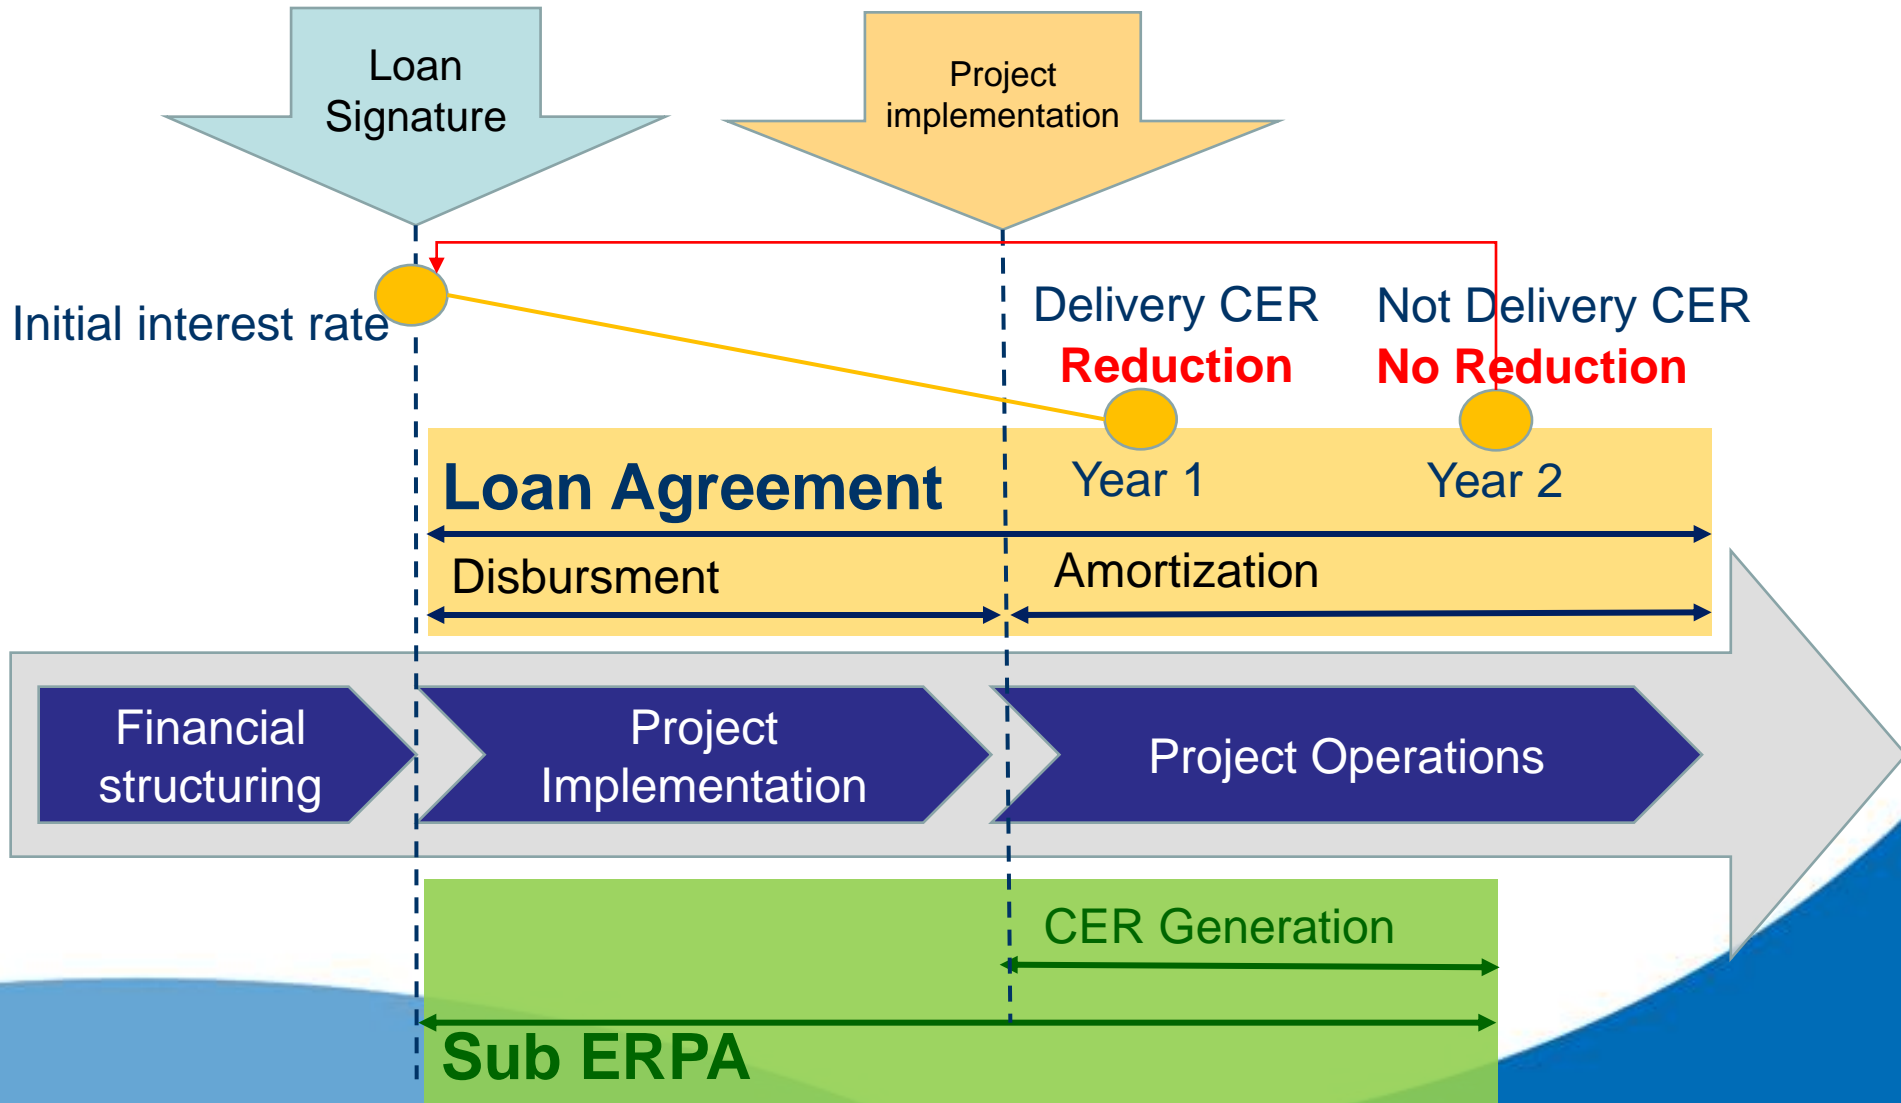 Loan
Signature
Project
implementation
Initial interest rate
Delivery CER
Reduction
Not Delivery CER
No Reduction
Loan Agreement
Year 1
Year 2
Disbursment
Amortization
Financial
structuring
Project
Implementation
Project Operations
CER Generation
Sub ERPA